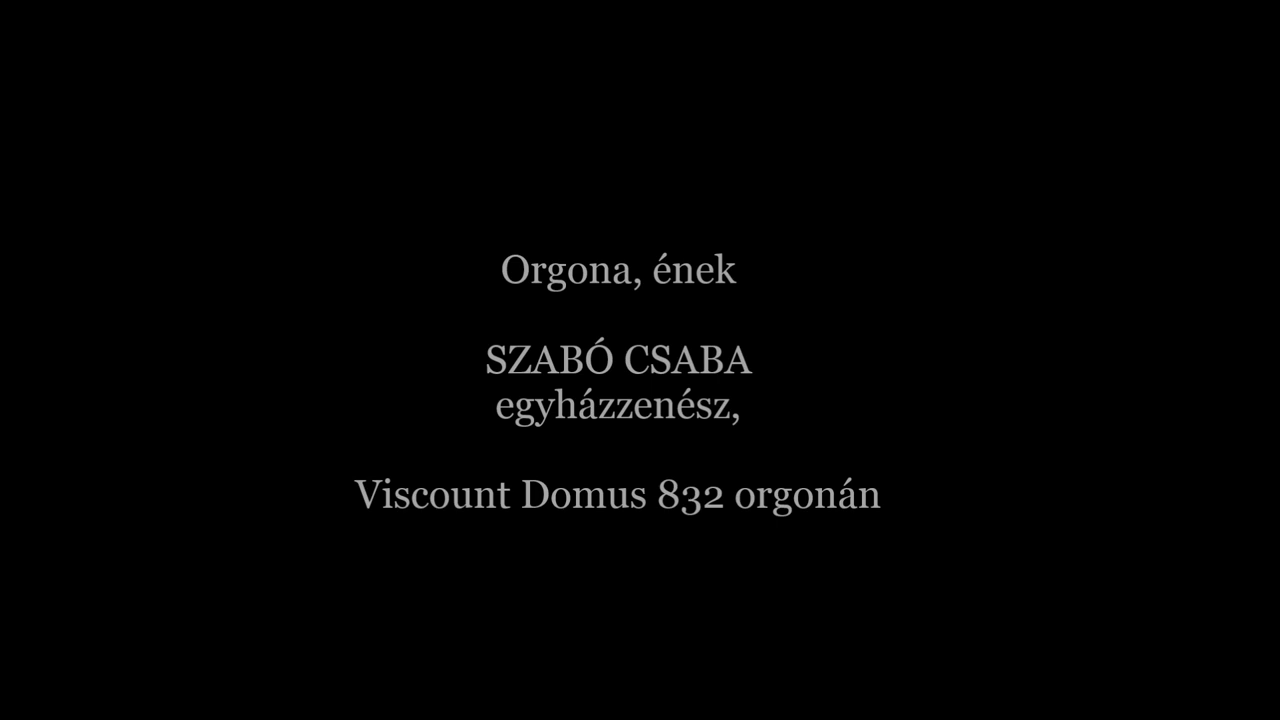 Orgona, ének
SZABÓ CSABA
egyházzenész,
Viscount Domus 832 orgonán